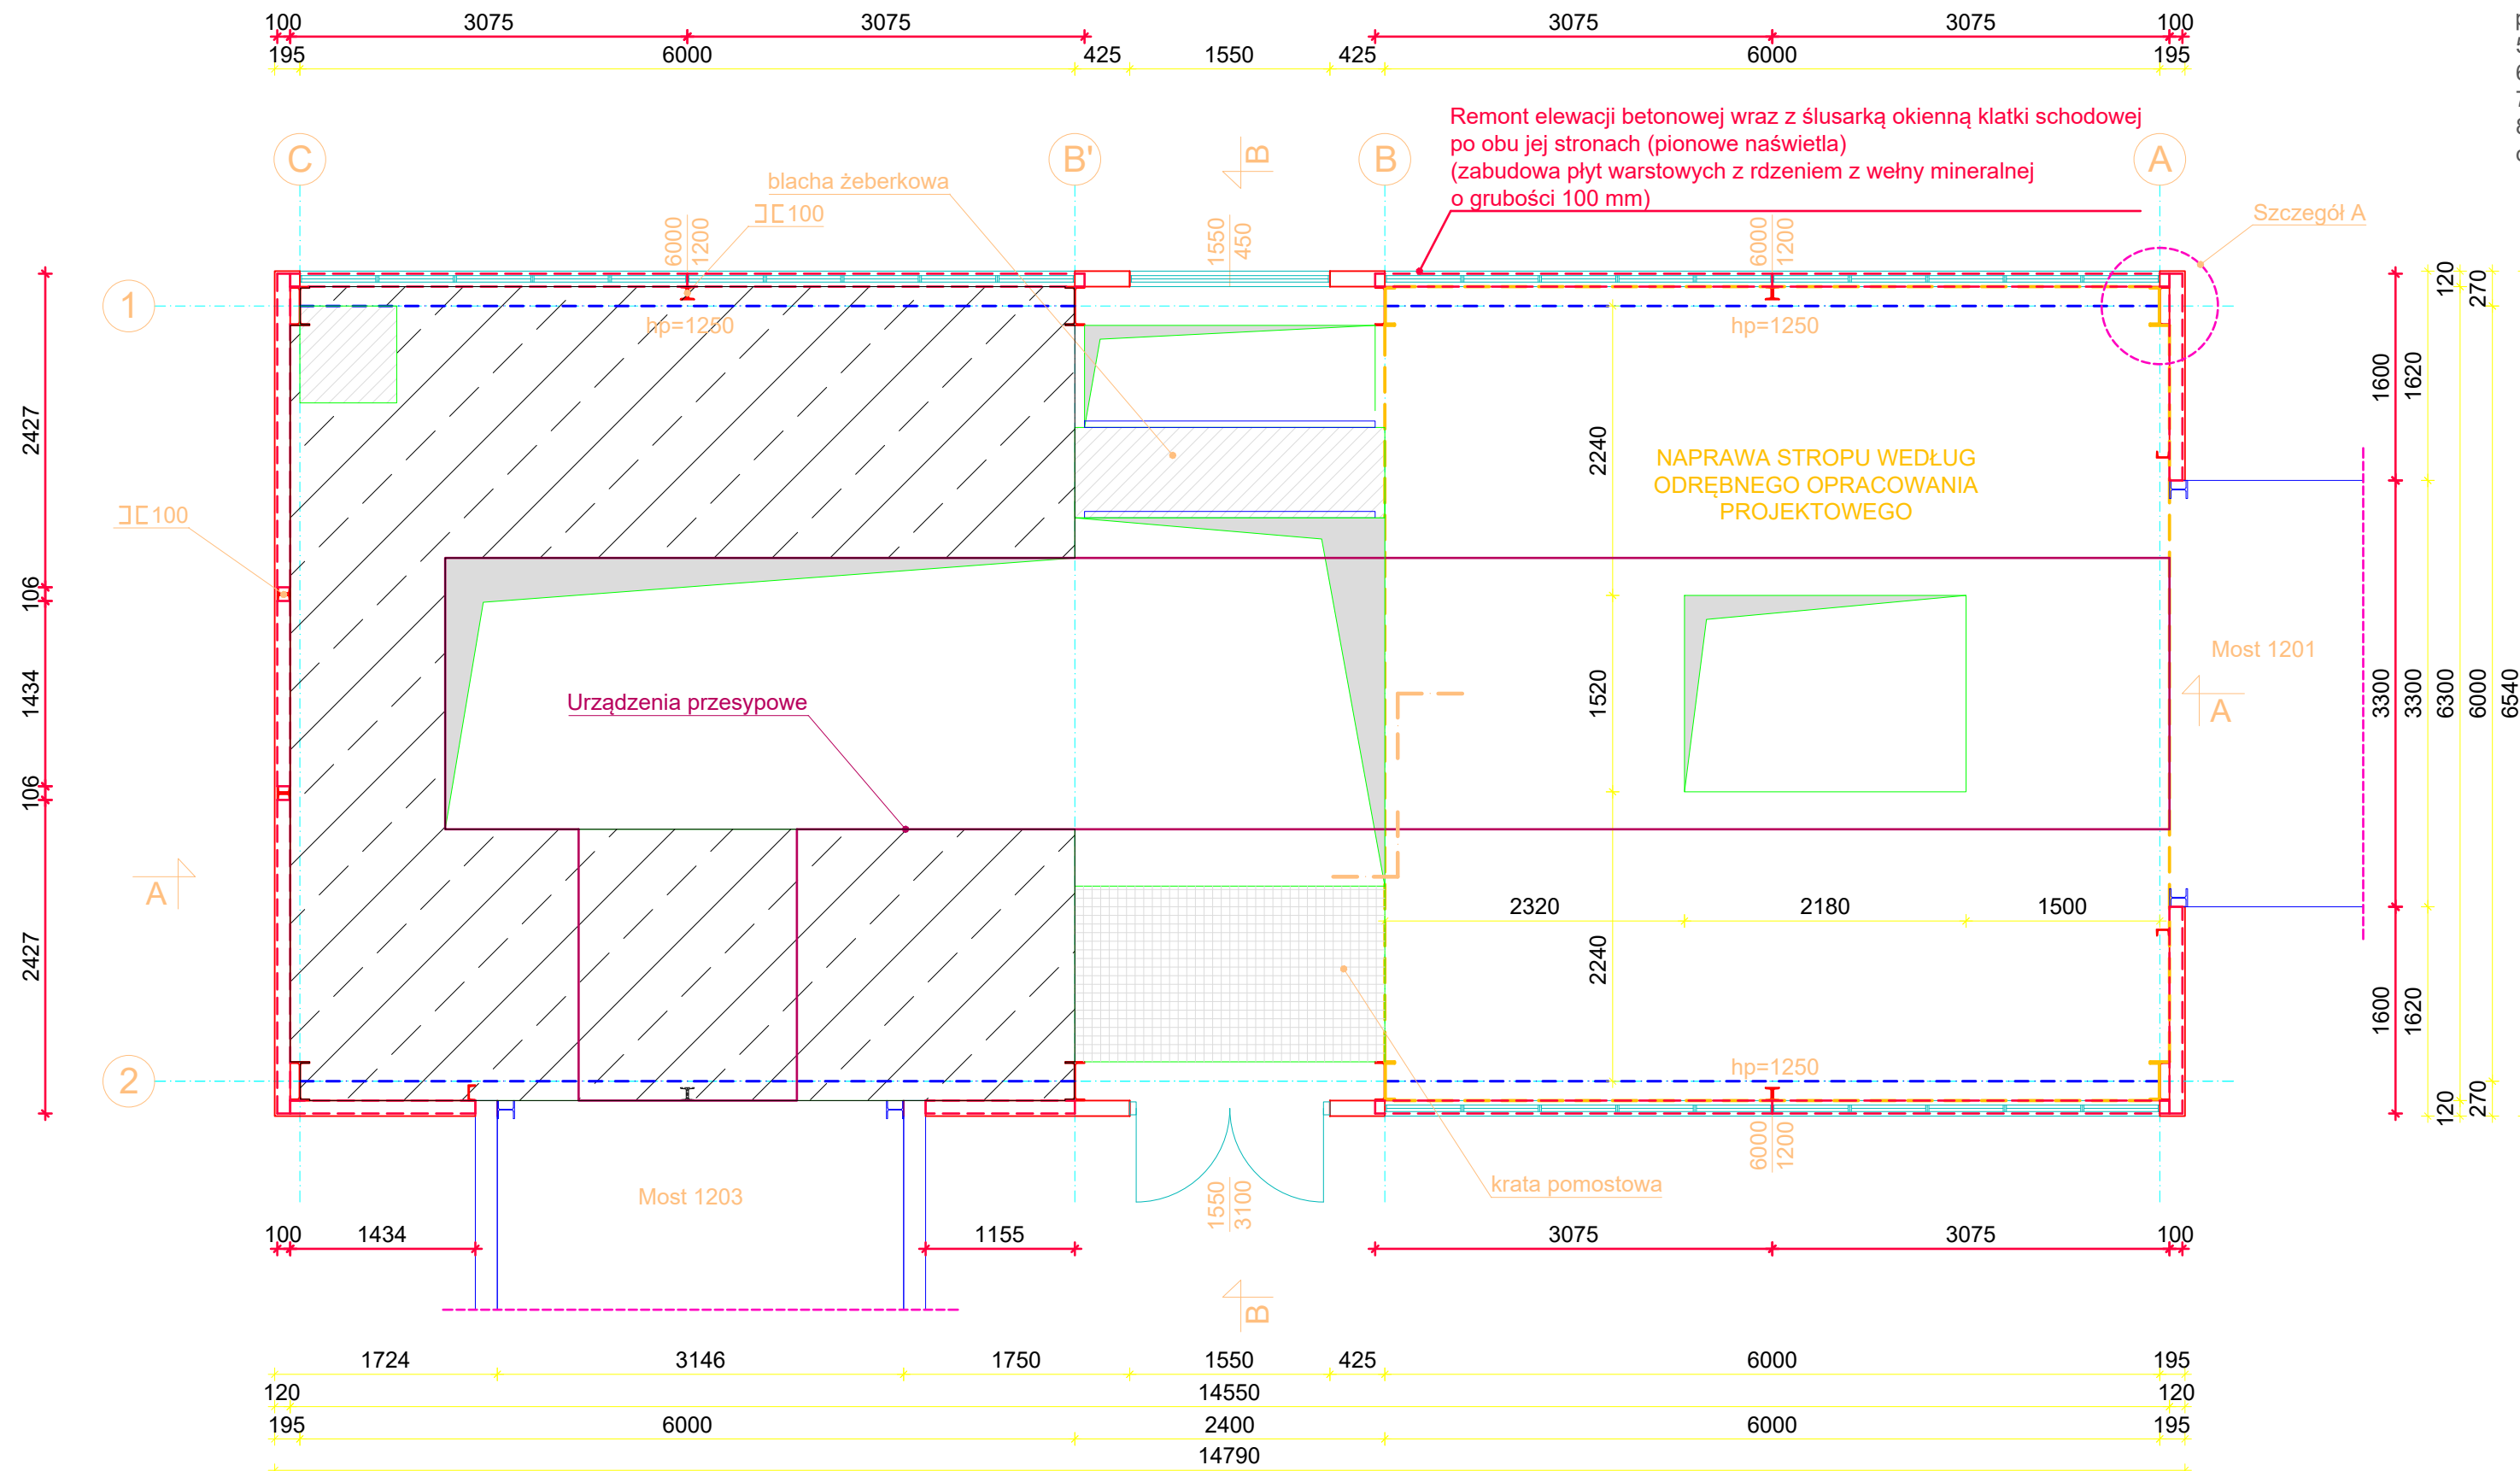 100 3075 3075 3075 3075 100
195 6000 425 1550 425 6000 195
Remont elewacji betonowej wraz z ślusarką okienną klatki schodowej
po obu jej stronach (pionowe naświetla)
(zabudowa płyt warstowych z rdzeniem z wełny mineralnej
o grubości 100 mm)
C B' B B A
blacha żeberkowa
100
6000
1200
1550
450
6000
1200
Szczegół A
1
hp=1250
hp=1250
120
270
2427
1600
1620
2240
NAPRAWA STROPU WEDŁUG
ODRĘBNEGO OPRACOWANIA
PROJEKTOWEGO
100
106
1434
106
Urządzenia przesypowe
1520
Most 1201
A
3300
3300
6300
6000
6540
A
2320 2180 1500
2427
2240
1600
1620
2
hp=1250
120
270
6000
1200
Most 1203
1550
3100
krata pomostowa
100 1434 1155 3075 3075 100
B
1724 3146 1750 1550 425 6000 195
120 14550 120
195 6000 2400 6000 195
14790